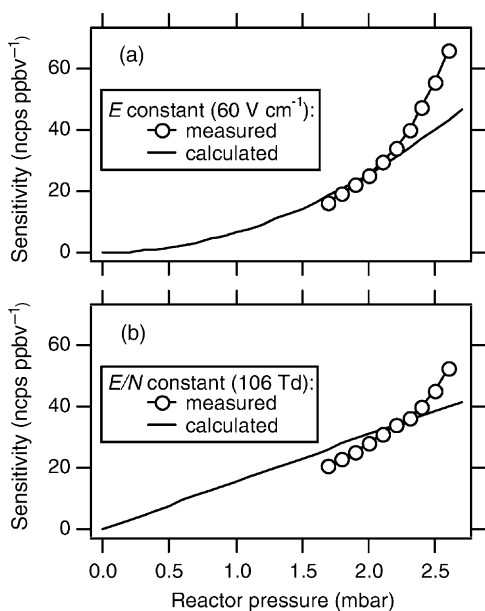 (a)
E constant (60 V cm⁻¹):
measured
calculated
Sensitivity (ncps ppbv⁻¹)
60
40
20
0
(b)
E/N constant (106 Td):
measured
calculated
Sensitivity (ncps ppbv⁻¹)
60
40
20
0
0.0 0.5 1.0 1.5 2.0 2.5
Reactor pressure (mbar)